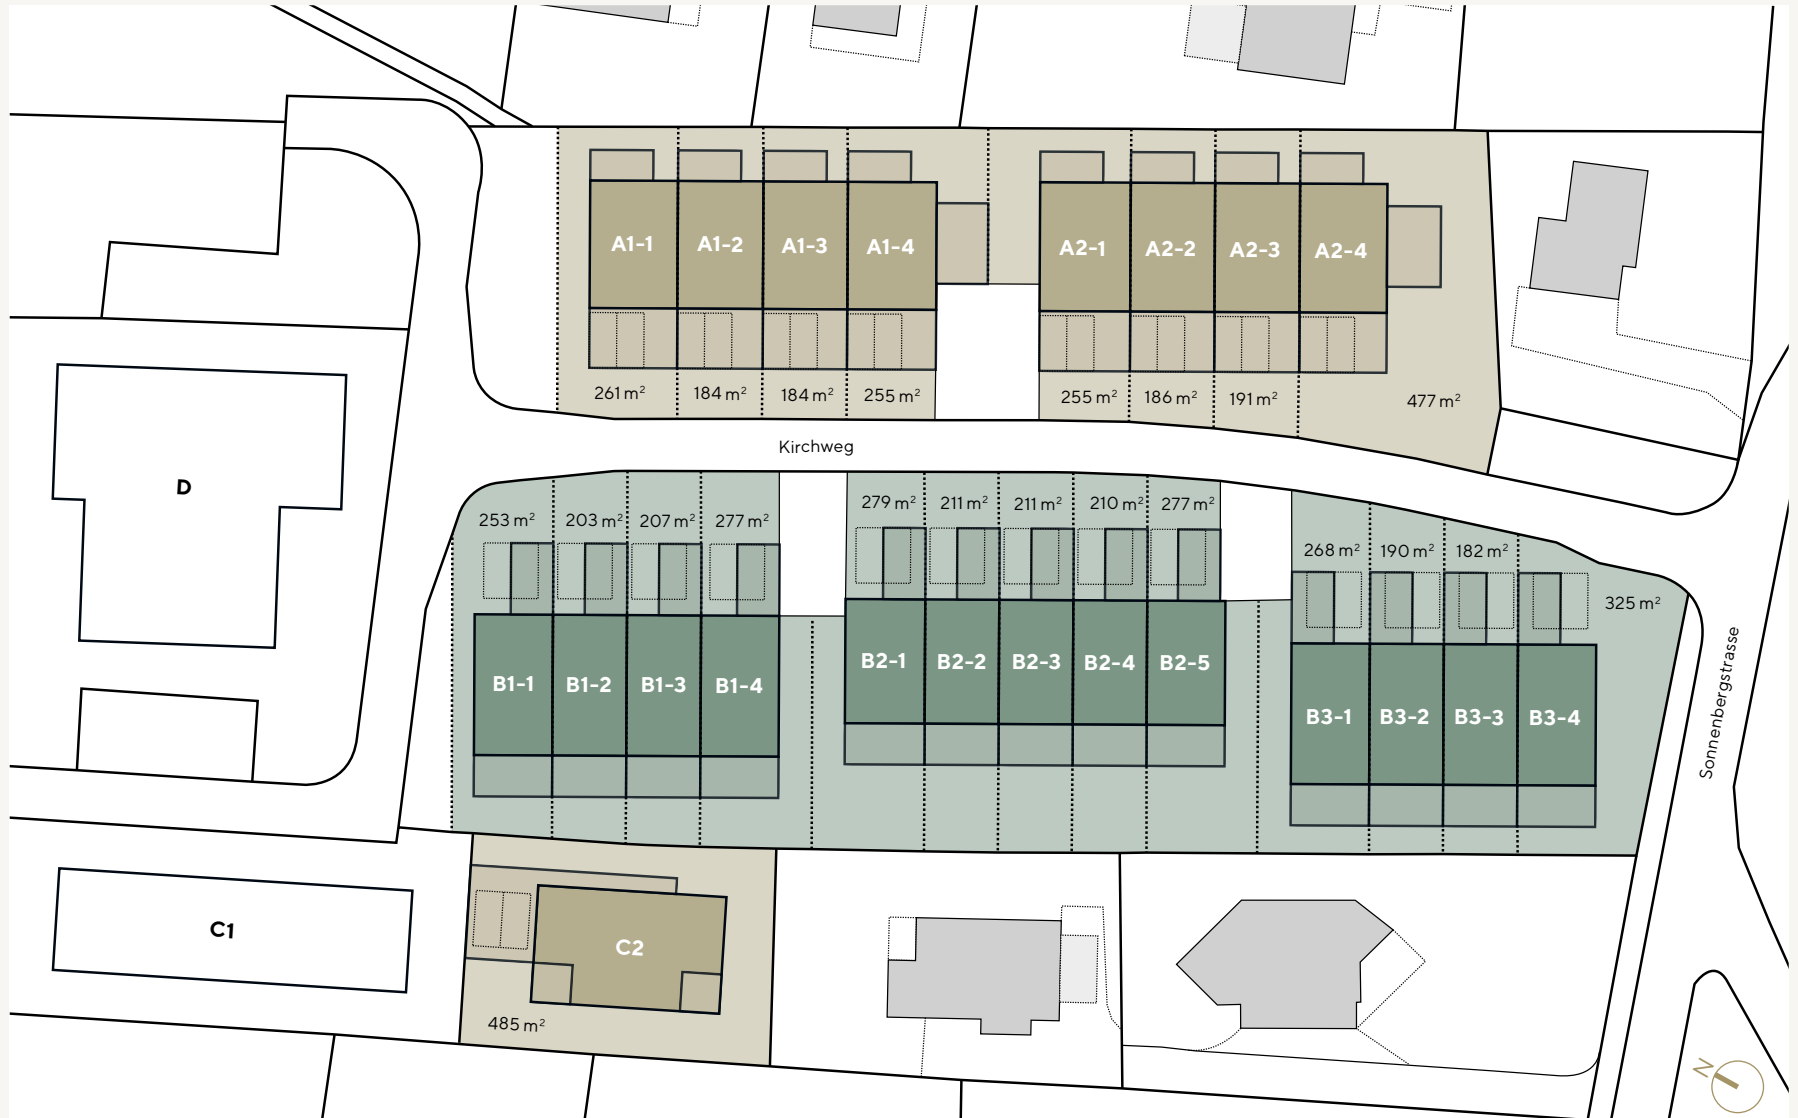 A1-1 A1-2 A1-3 A1-4 A2-1 A2-2 A2-3 A2-4
261 m² 184 m² 184 m² 255 m² 255 m² 186 m² 191 m² 477 m²
Kirchweg
D
253 m² 203 m² 207 m² 277 m² 279 m² 211 m² 211 m² 210 m² 277 m² 268 m² 190 m² 182 m² 325 m²
B1-1 B1-2 B1-3 B1-4 B2-1 B2-2 B2-3 B2-4 B2-5 B3-1 B3-2 B3-3 B3-4
Sonnenbergstrasse
C1
C2
485 m²
N